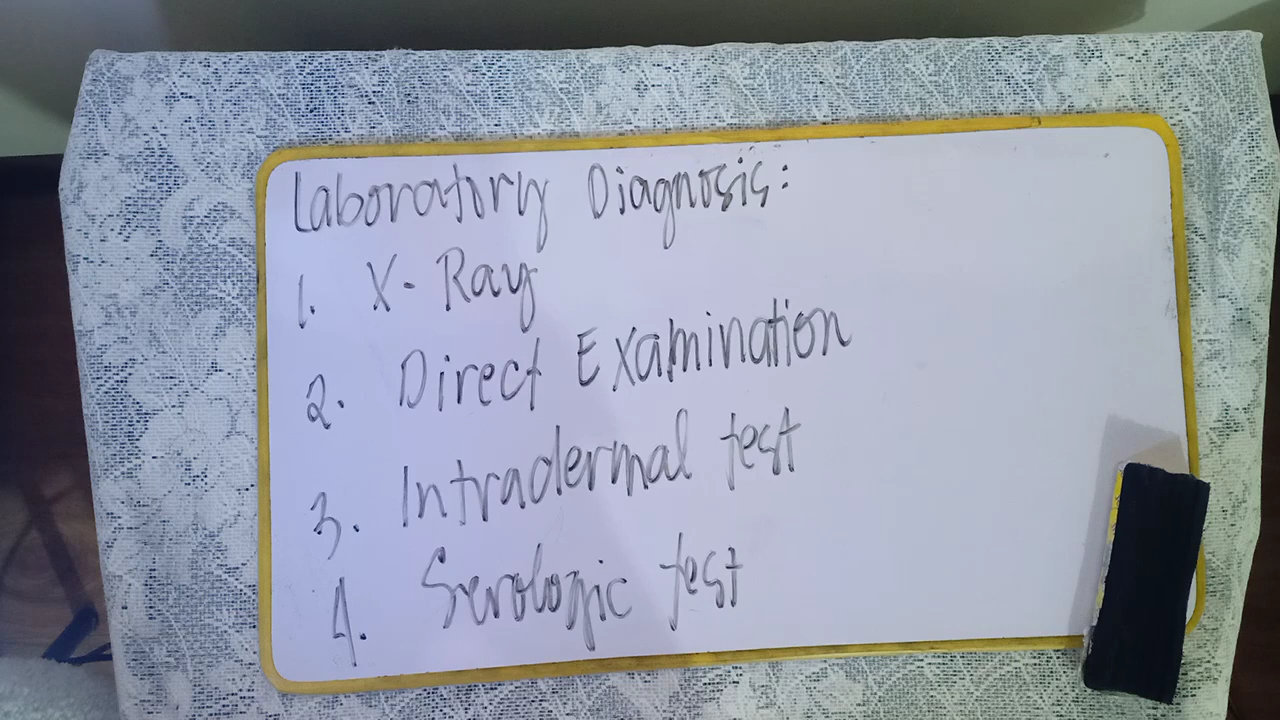 Laboratory Diagnosis:
1. X-Ray
2. Direct Examination
3. Intradermal test
4. Serologic test